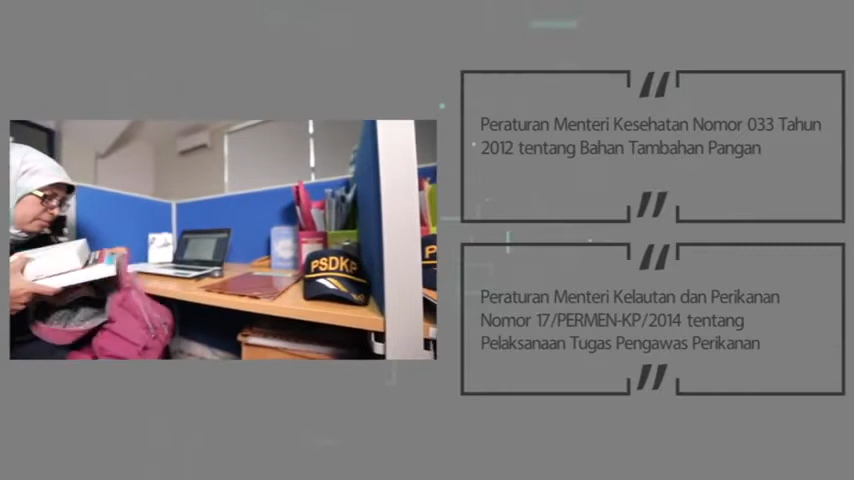 PSDKP
Peraturan Menteri Kesehatan Nomor 033 Tahun
2012 tentang Bahan Tambahan Pangan
Peraturan Menteri Kelautan dan Perikanan
Nomor 17/PERMEN-KP/2014 tentang
Pelaksanaan Tugas Pengawas Perikanan